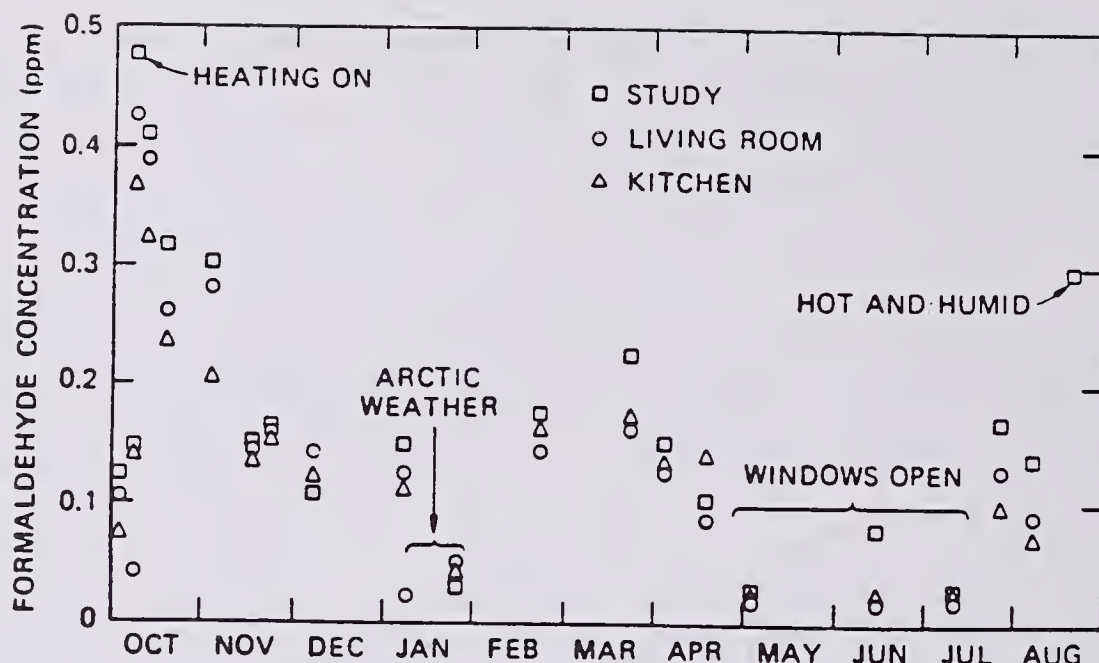 FORMALDEHYDE CONCENTRATION (ppm)
0.5
0.4
0.3
0.2
0.1
0
HEATING ON
STUDY
LIVING ROOM
KITCHEN
HOT AND HUMID
ARCTIC
WEATHER
WINDOWS OPEN
OCT NOV DEC JAN FEB MAR APR MAY JUN JUL AUG